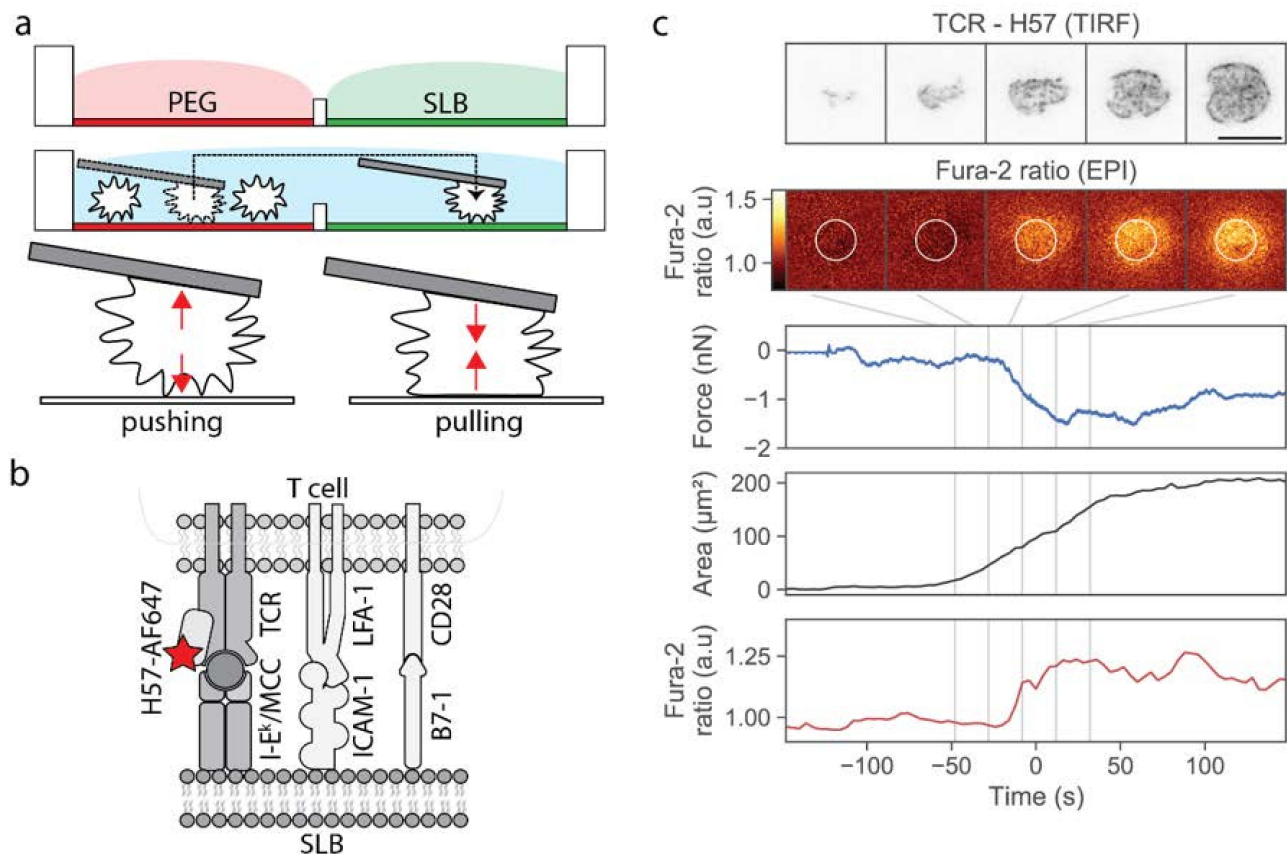 a
PEG
SLB
pushing
pulling
b
T cell
H57-AF647
TCR
I-Eᵏ/MCC
LFA-1
ICAM-1
CD28
B7-1
SLB
c
TCR - H57 (TIRF)
Fura-2 ratio (EPI)
Fura-2
ratio (a.u)
1.5
1.0
Force (nN)
0
−1
−2
Area (µm²)
200
100
0
Fura-2
ratio (a.u)
1.25
1.00
−100
−50
0
50
100
Time (s)